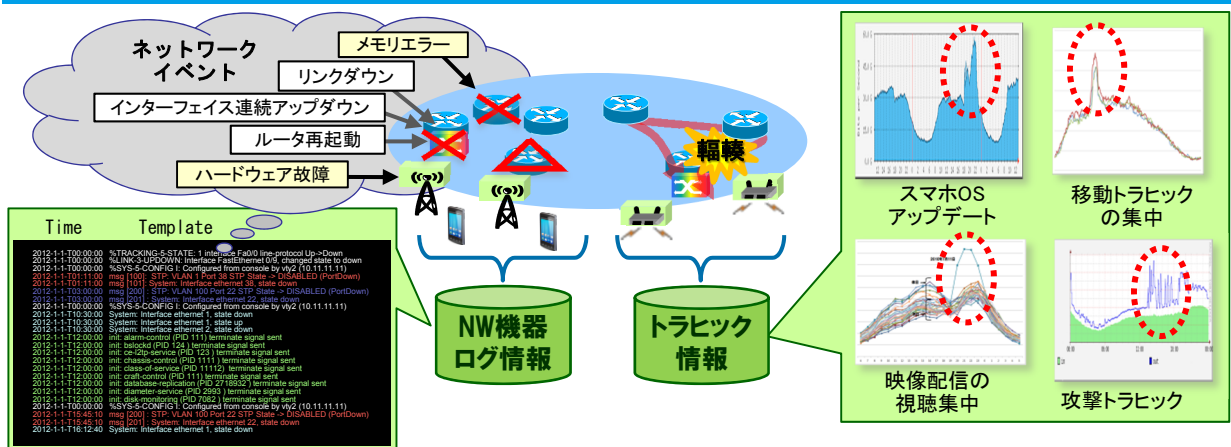 ネットワーク
イベント
メモリエラー
リンクダウン
インターフェイス連続アップダウン
ルータ再起動
ハードウェア故障
輻輳
Time Template
2012-1-1-T00:00:00 %TRACKING-5-STATE: 1 interface Fa0/0 line-protocol Up->Down
2012-1-1-T00:00:00 %LINK-3-UPDOWN: Interface FastEthernet 0/9, changed state to down
2012-1-1-T00:00:00 %SYS-5-CONFIG I: Configured from console by vty2 (10.11.11.11)
2012-1-1-T01:11:00 msg [100]: STP: VLAN 1 Port 38 STP State -> DISABLED (PortDown)
2012-1-1-T01:11:00 msg [101]: System: Interface ethernet 38, state down
2012-1-1-T03:00:00 msg [200] : STP: VLAN 100 Port 22 STP State -> DISABLED (PortDown)
2012-1-1-T03:00:00 msg [201] : System: Interface ethernet 22, state down
2012-1-1-T00:00:00 %SYS-5-CONFIG I: Configured from console by vty2 (10.11.11.11)
2012-1-1-T10:30:00 System: Interface ethernet 1, state down
2012-1-1-T10:30:00 System: Interface ethernet 1, state up
2012-1-1-T10:30:00 System: Interface ethernet 2, state down
2012-1-1-T12:00:00 init: alarm-control (PID 111) terminate signal sent
2012-1-1-T12:00:00 init: bslockd (PID 124 ) terminate signal sent
2012-1-1-T12:00:00 init: ce-l2tp-service (PID 123 ) terminate signal sent
2012-1-1-T12:00:00 init: chassis-control (PID 1111 ) terminate signal sent
2012-1-1-T12:00:00 init: class-of-service (PID 11112) terminate signal sent
2012-1-1-T12:00:00 init: craft-control (PID 111) terminate signal sent
2012-1-1-T12:00:00 init: database-replication (PID 2718932 ) terminate signal sent
2012-1-1-T12:00:00 init: diameter-service (PID 2993 ) terminate signal sent
2012-1-1-T12:00:00 init: disk-monitoring (PID 7082 ) terminate signal sent
2012-1-1-T00:00:00 %SYS-5-CONFIG I: Configured from console by vty2 (10.11.11.11)
2012-1-1-T15:45:10 msg [200] : STP: VLAN 100 Port 22 STP State -> DISABLED (PortDown)
2012-1-1-T15:45:10 msg [201] : System: Interface ethernet 22, state down
2012-1-1-T16:12:40 System: Interface ethernet 1, state down
NW機器
ログ情報
トラヒック
情報
スマホOS
アップデート
移動トラヒック
の集中
映像配信の
視聴集中
攻撃トラヒック